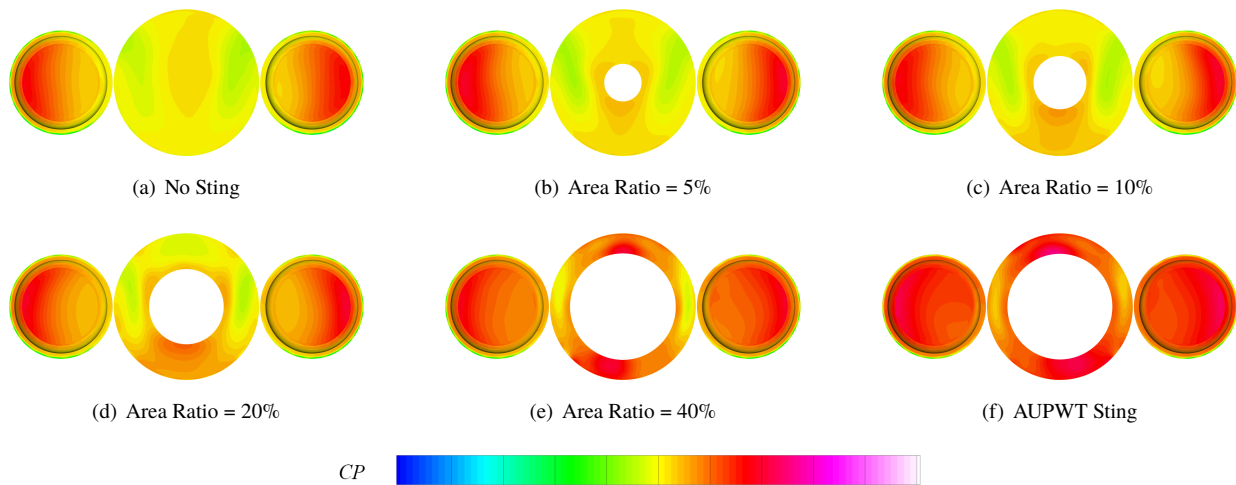 (a) No Sting
(b) Area Ratio = 5%
(c) Area Ratio = 10%
(d) Area Ratio = 20%
(e) Area Ratio = 40%
(f) AUPWT Sting
CP